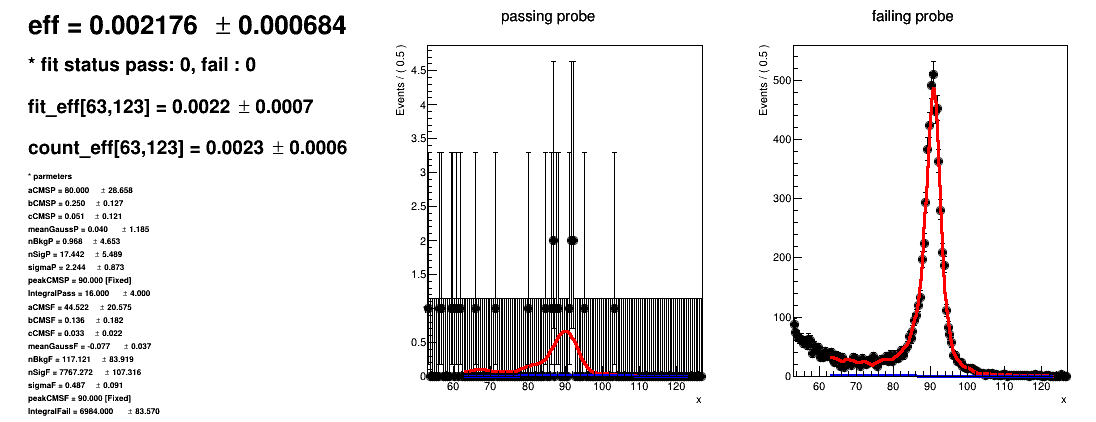 eff = 0.002176 ± 0.000684
* fit status pass: 0, fail : 0
fit_eff[63,123] = 0.0022 ± 0.0007
count_eff[63,123] = 0.0023 ± 0.0006
* parmeters
aCMSP = 80.000 ± 28.658
bCMSP = 0.250 ± 0.127
cCMSP = 0.051 ± 0.121
meanGaussP = 0.040 ± 1.185
nBkgP = 0.968 ± 4.653
nSigP = 17.442 ± 5.489
sigmaP = 2.244 ± 0.873
peakCMSP = 90.000 [Fixed]
IntegralPass = 16.000 ± 4.000
aCMSF = 44.522 ± 20.575
bCMSF = 0.136 ± 0.182
cCMSF = 0.033 ± 0.022
meanGaussF = -0.077 ± 0.037
nBkgF = 117.121 ± 83.919
nSigF = 7767.272 ± 107.316
sigmaF = 0.487 ± 0.091
peakCMSF = 90.000 [Fixed]
IntegralFail = 6984.000 ± 83.570
passing probe
Events / ( 0.5 )
4.5
4
3.5
3
2.5
2
1.5
1
0.5
0
60 70 80 90 100 110 120
x
failing probe
Events / ( 0.5 )
500
400
300
200
100
0
60 70 80 90 100 110 120
x